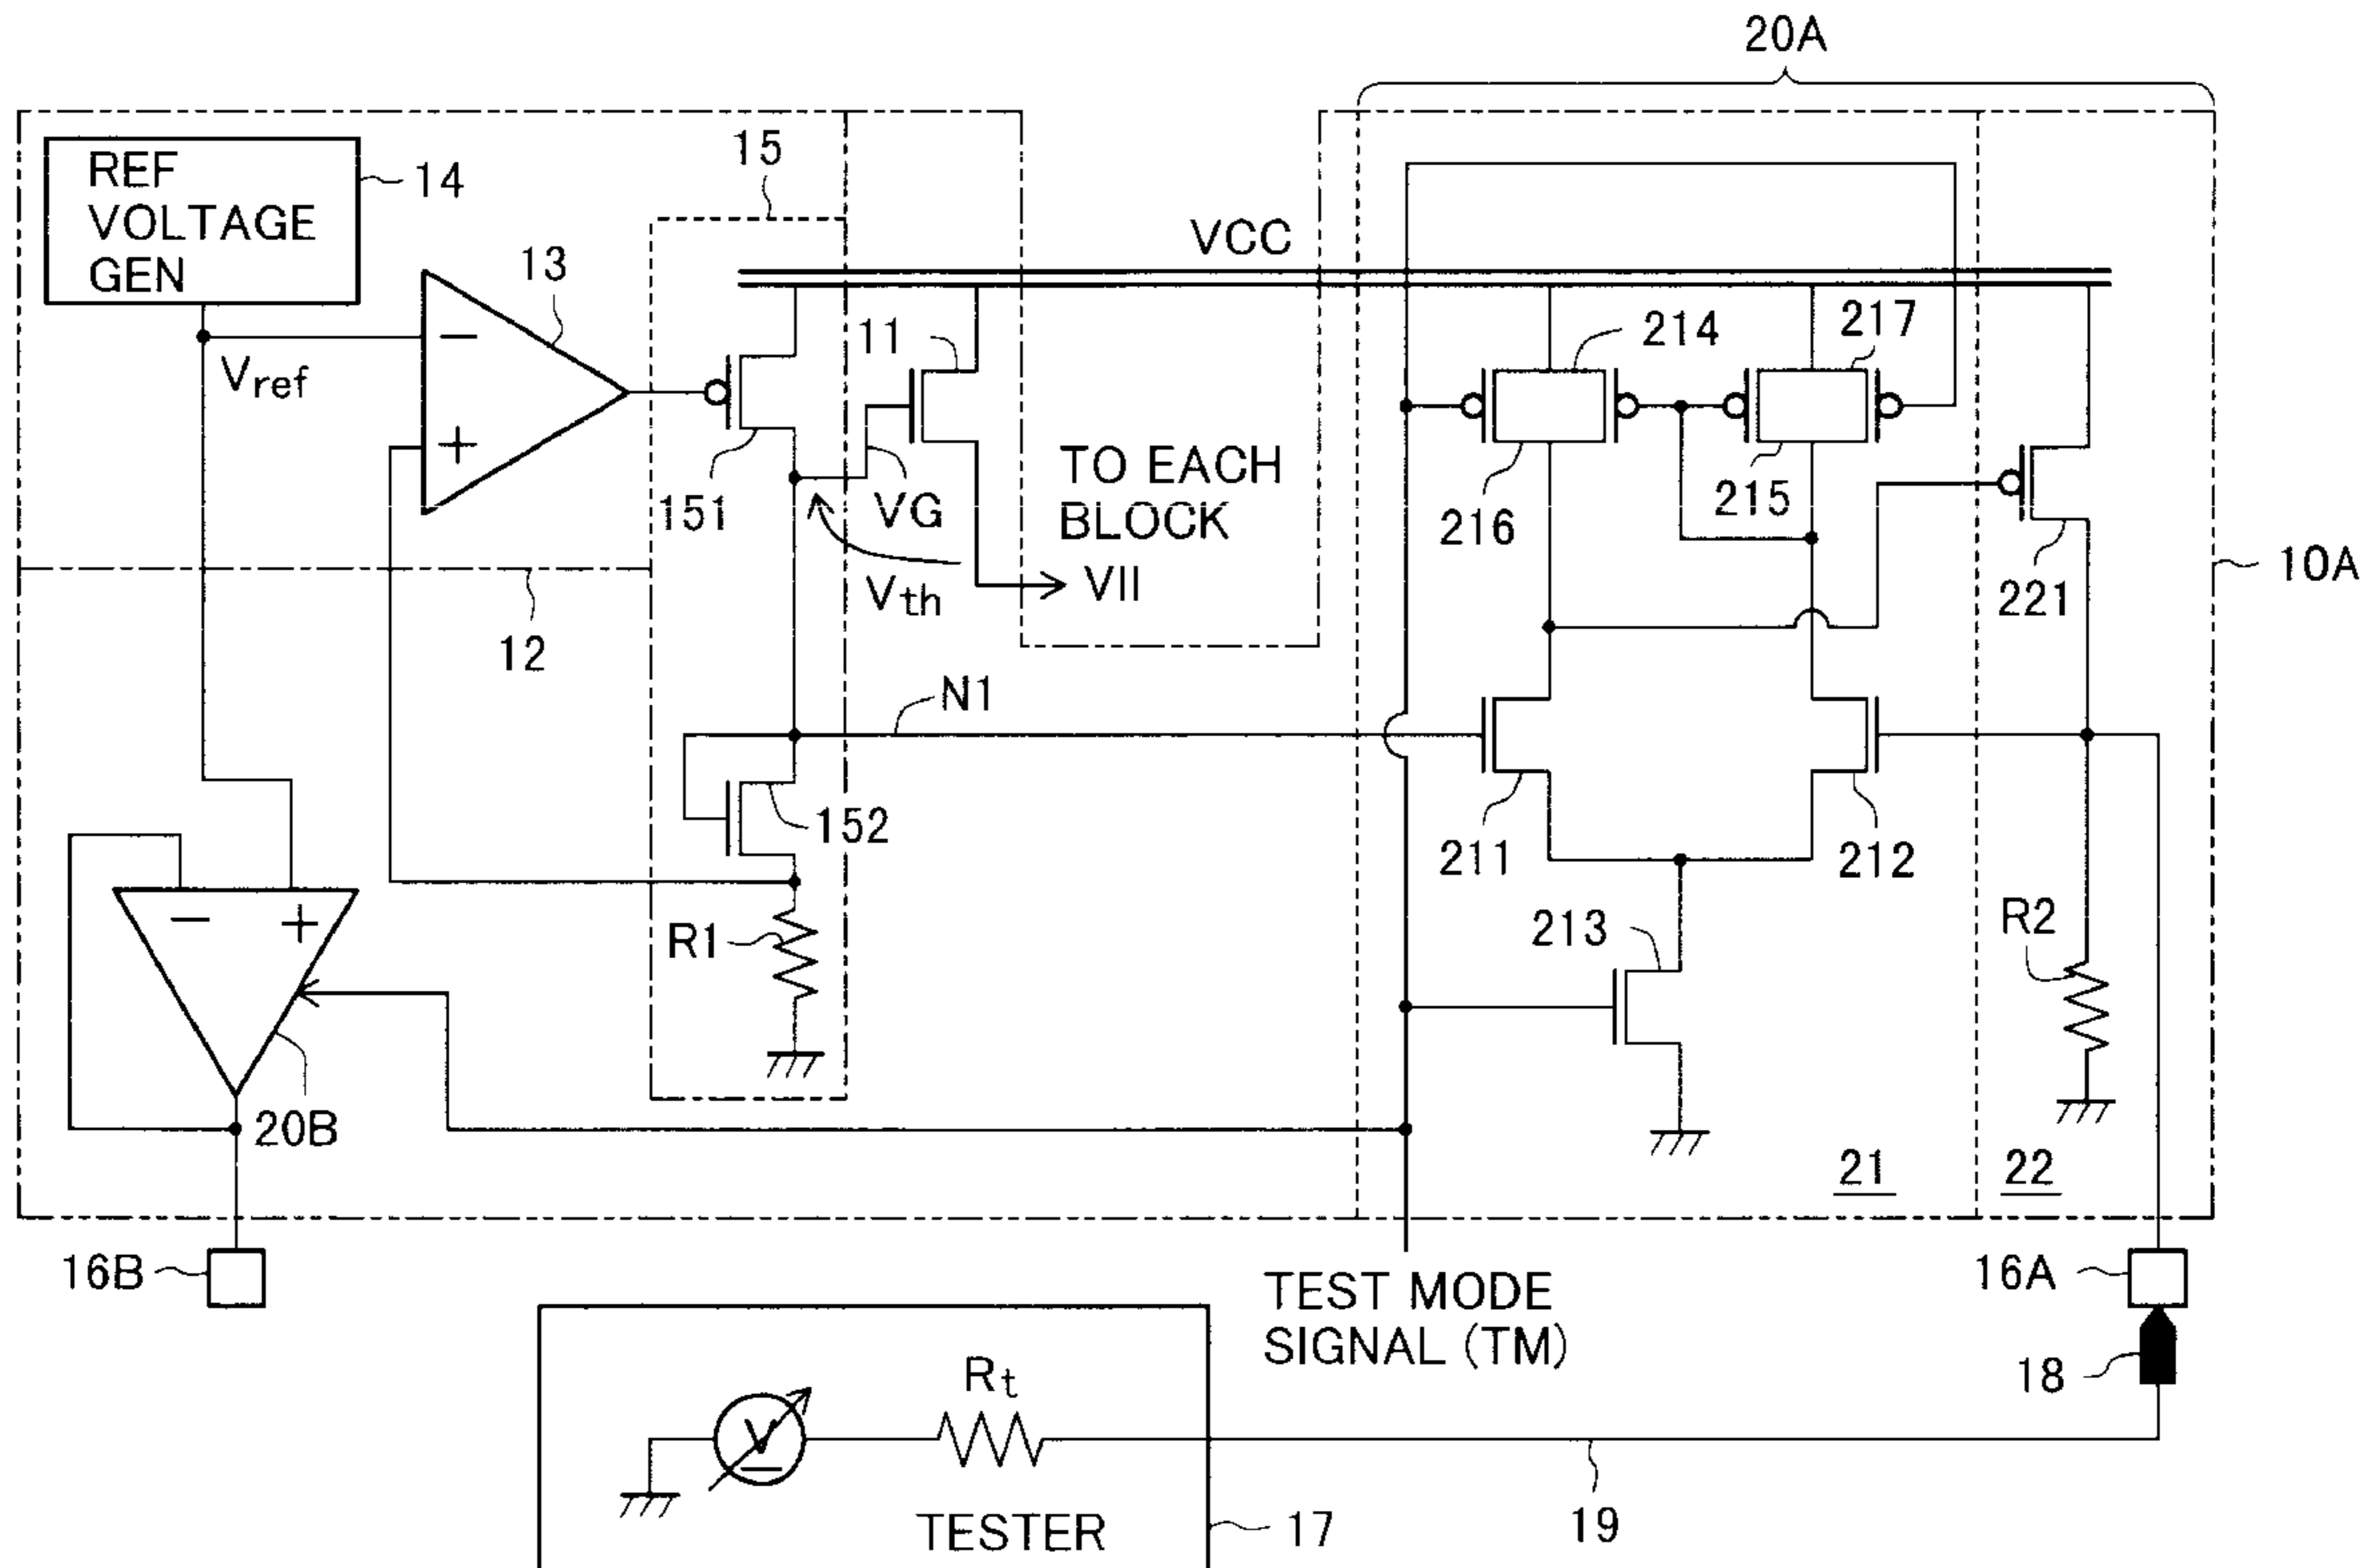 20A
REF
VOLTAGE
GEN
14
15
13
VCC
11
214
217
Vref
−
+
151
VG
TO EACH
BLOCK
216
215
221
10A
Vth
VII
12
N1
152
211
212
R1
213
R2
−
+
20B
21
22
16B
16A
TEST MODE
SIGNAL (TM)
18
Rt
V
TESTER
17
19